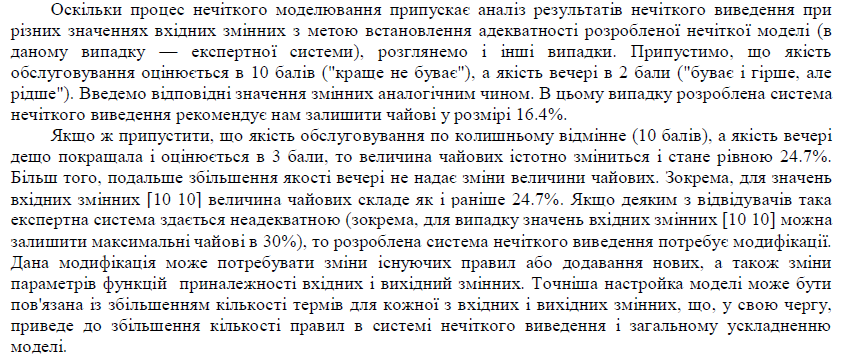 Оскільки процес нечіткого моделювання припускає аналіз результатів нечіткого виведення при
різних значеннях вхідних змінних з метою встановлення адекватності розробленої нечіткої моделі (в
даному випадку — експертної системи), розглянемо і інші випадки. Припустимо, що якість
обслуговування оцінюється в 10 балів ("краще не буває"), а якість вечері в 2 бали ("буває і гірше, але
рідше"). Введемо відповідні значення змінних аналогічним чином. В цьому випадку розроблена система
нечіткого виведення рекомендує нам залишити чайові у розмірі 16.4%.
Якщо ж припустити, що якість обслуговування по колишньому відмінне (10 балів), а якість вечері
дещо покращала і оцінюється в 3 бали, то величина чайових істотно зміниться і стане рівною 24.7%.
Більш того, подальше збільшення якості вечері не надає зміни величини чайових. Зокрема, для значень
вхідних змінних [10 10] величина чайових складе як і раніше 24.7%. Якщо деяким з відвідувачів така
експертна система здається неадекватною (зокрема, для випадку значень вхідних змінних [10 10] можна
залишити максимальні чайові в 30%), то розроблена система нечіткого виведення потребує модифікації.
Дана модифікація може потребувати зміни існуючих правил або додавання нових, а також зміни
параметрів функцій приналежності вхідних і вихідний змінних. Точніша настройка моделі може бути
пов'язана із збільшенням кількості термів для кожної з вхідних і вихідних змінних, що, у свою чергу,
приведе до збільшення кількості правил в системі нечіткого виведення і загальному ускладненню
моделі.